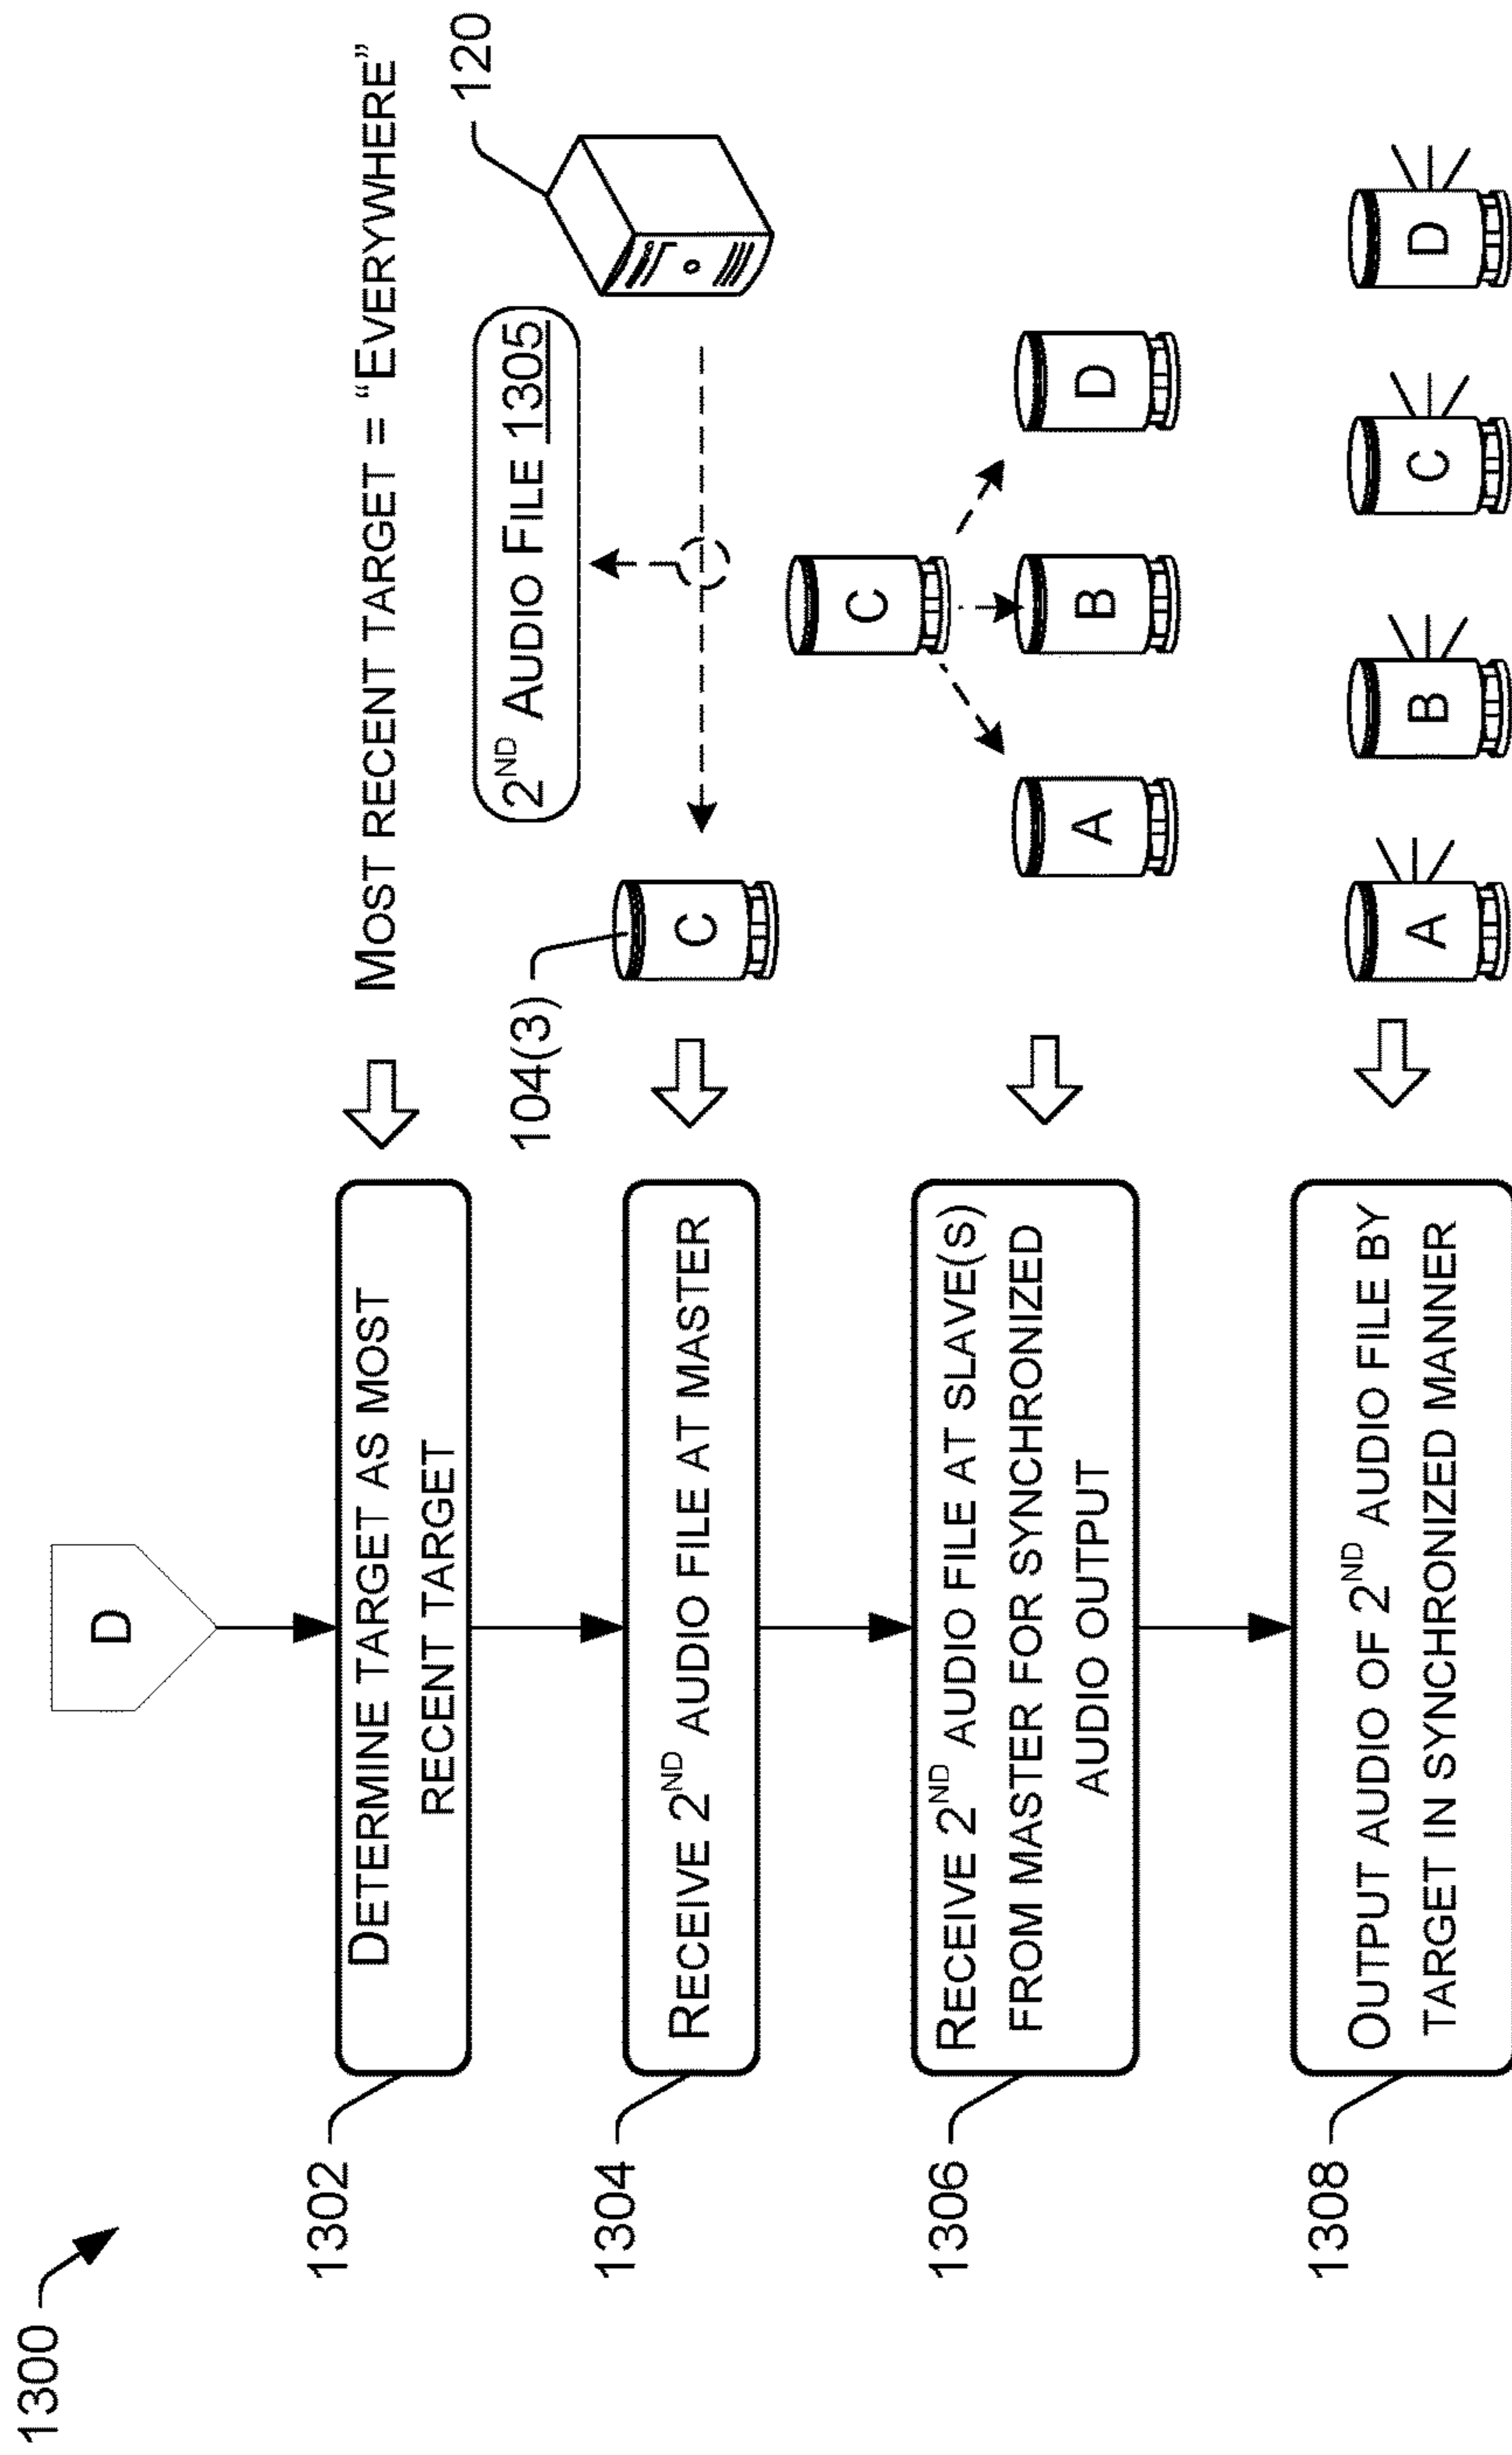 1300
D
1302
DETERMINE TARGET AS MOST
RECENT TARGET
MOST RECENT TARGET = “EVERYWHERE”
1304
RECEIVE 2ND AUDIO FILE AT MASTER
104(3)
C
2ND AUDIO FILE 1305
120
1306
RECEIVE 2ND AUDIO FILE AT SLAVE(S)
FROM MASTER FOR SYNCHRONIZED
AUDIO OUTPUT
C
A
B
D
1308
OUTPUT AUDIO OF 2ND AUDIO FILE BY
TARGET IN SYNCHRONIZED MANNER
A
B
C
D